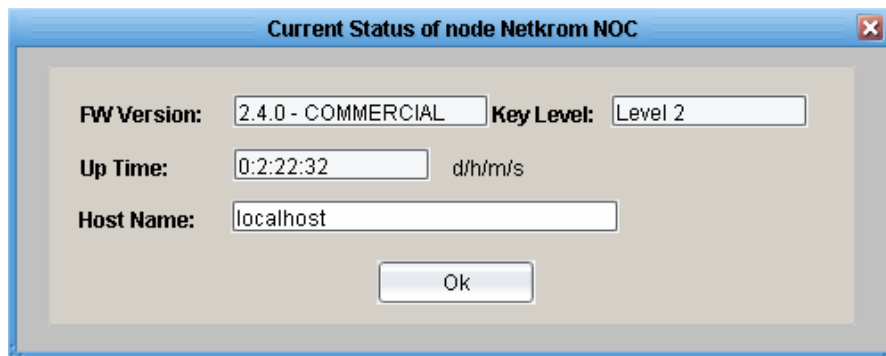 Current Status of node Netkrom NOC
FW Version: 2.4.0 - COMMERCIAL Key Level: Level 2
Up Time: 0:2:22:32 d/h/m/s
Host Name: localhost
Ok